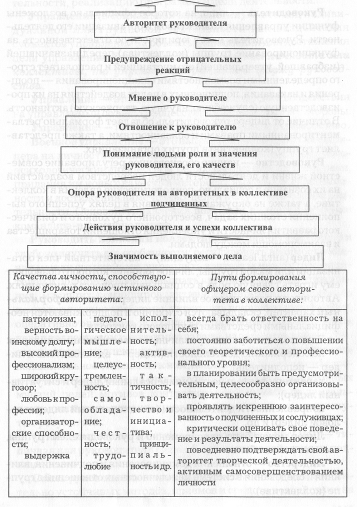 Авторитет руководителя
Предупреждение отрицательных
реакций
Мнение о руководителе
Отношение к руководителю
Понимание людьми роли и значения
руководителя, его качеств
Опора руководителя на авторитетных в коллективе
подчиненных
Действия руководителя и успехи коллектива
Значимость выполняемого дела
Качества личности, способствую-
щие формированию истинного
авторитета:
патриотизм;
верность во-
инскому долгу;
высокий про-
фессионализм;
широкий кру-
гозор;
любовь к про-
фессии;
организатор-
ские способно-
сти;
выдержка
педаго-
гическое
мышле-
ние;
целеус-
тремлен-
ность;
само-
облада-
ние;
чест-
ность;
трудо-
любие
испол-
нитель-
ность;
актив-
ность;
так-
тичность;
твор-
чество и
инициа-
тива;
принци-
пиаль-
ность и др.
Пути формирования
офицером своего автори-
тета в коллективе:
всегда брать ответственность на
себя;
постоянно заботиться о повышении
своего теоретического и профессио-
нального уровня;
в планировании быть предусмотри-
тельным, целесообразно организовы-
вать деятельность;
проявлять искреннюю заинтересо-
ванность о подчиненных и сослуживцах;
критически оценивать свое поведе-
ние и результаты деятельности;
повседневно подтверждать свой ав-
торитет творческой деятельностью,
активным самосовершенствованием
личности